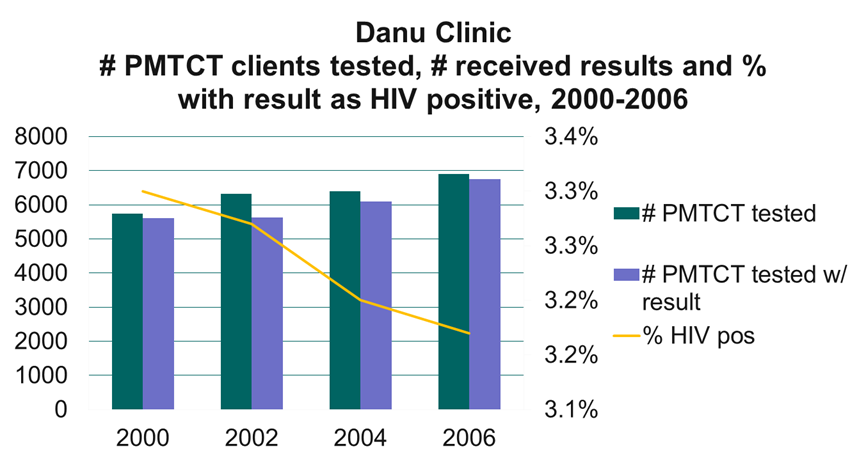 Danu Clinic
# PMTCT clients tested, # received results and %
with result as HIV positive, 2000-2006
8000
7000
6000
5000
4000
3000
2000
1000
0
3.4%
3.3%
3.3%
3.2%
3.2%
3.1%
2000 2002 2004 2006
# PMTCT tested
# PMTCT tested w/
result
% HIV pos